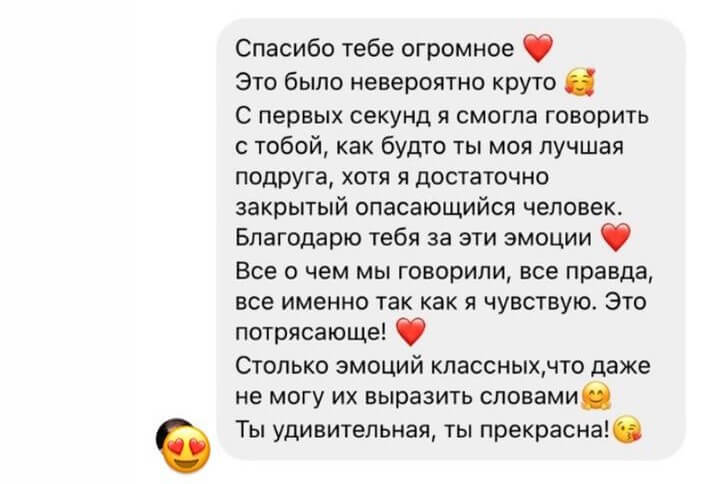 Спасибо тебе огромное ❤️
Это было невероятно круто 🥰
С первых секунд я смогла говорить
с тобой, как будто ты моя лучшая
подруга, хотя я достаточно
закрытый опасающийся человек.
Благодарю тебя за эти эмоции ❤️
Все о чем мы говорили, все правда,
все именно так как я чувствую. Это
потрясающе! ❤️
Столько эмоций классных,что даже
не могу их выразить словами🤗
Ты удивительная, ты прекрасна!😘